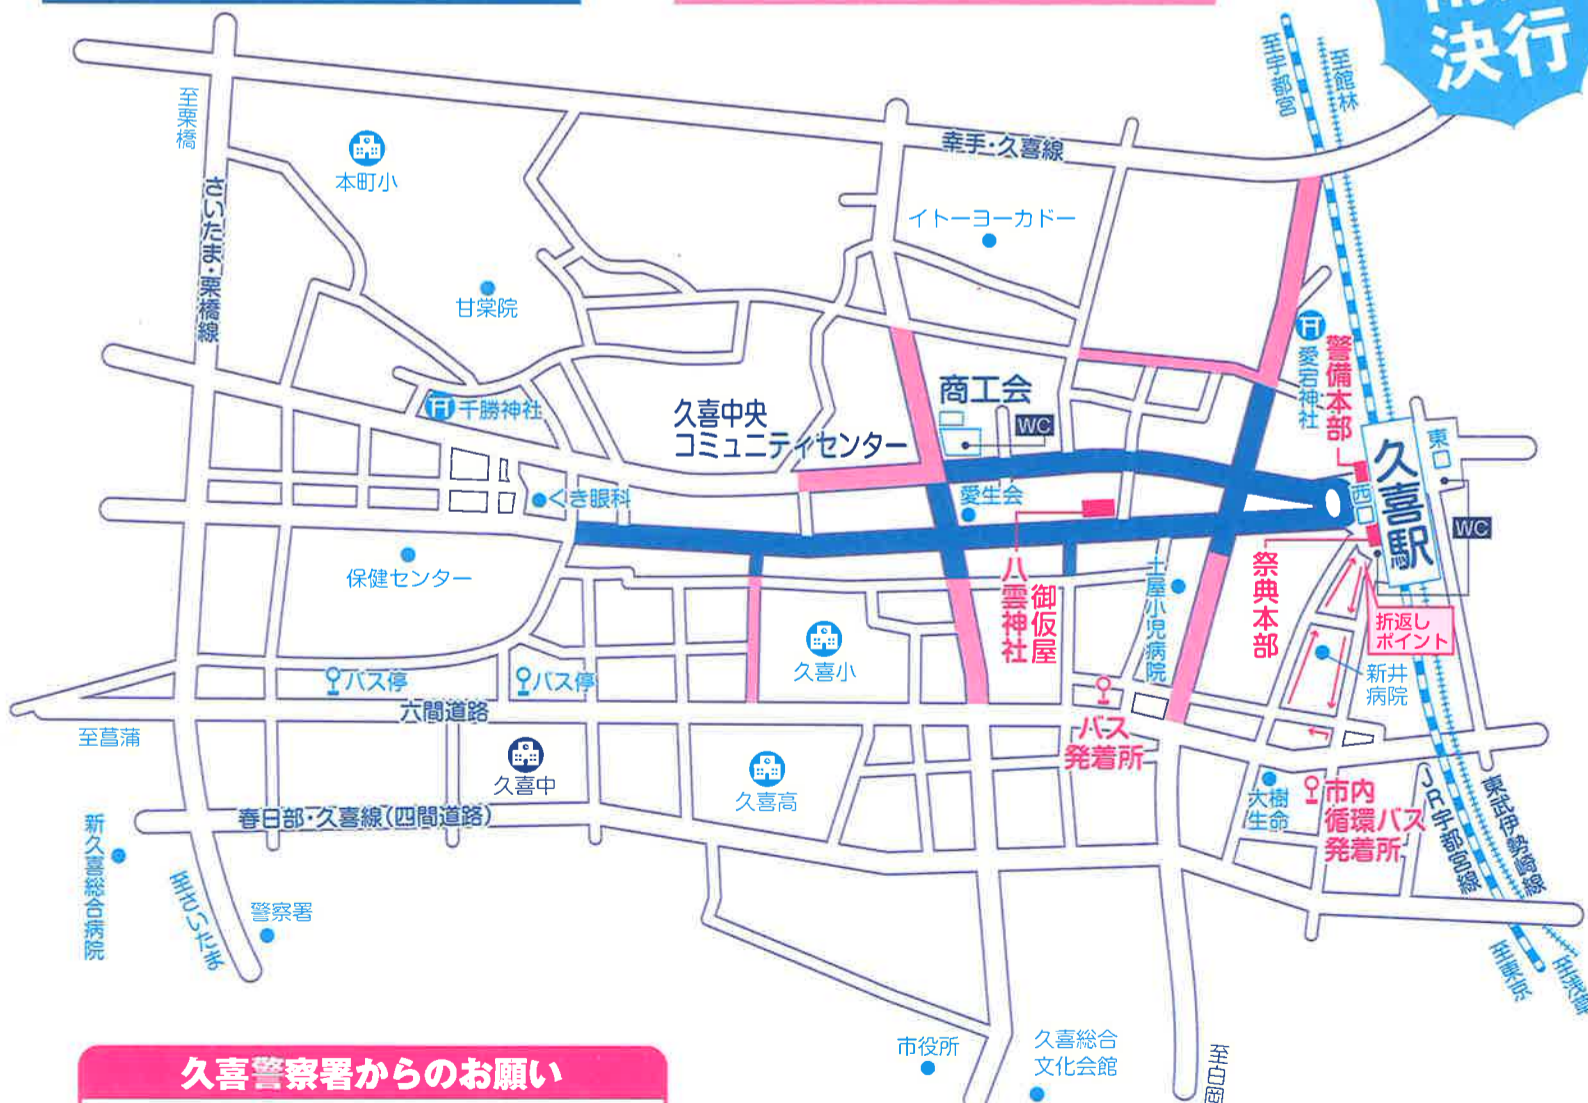 決行
至宇都宮
至館林
至栗橋
本町小
幸手・久喜線
さいたま・栗橋線
イトーヨーカドー
甘棠院
愛宕神社
警備本部
千勝神社
久喜中央
コミュニティセンター
商工会
WC
久喜駅
東口
西口
WC
くき眼科
愛生会
保健センター
八雲神社
御仮屋
土屋小児病院
祭典本部
折返し
ポイント
久喜小
新井
病院
バス停
バス停
六間道路
至菖蒲
バス
発着所
久喜中
久喜高
大樹
生命
市内
循環バス
発着所
JR宇都宮線
東武伊勢崎線
春日部・久喜線(四間道路)
新久喜総合病院
至さいたま
警察署
至東京
至浅草
市役所
久喜総合
文化会館
至白岡
久喜警察署からのお願い